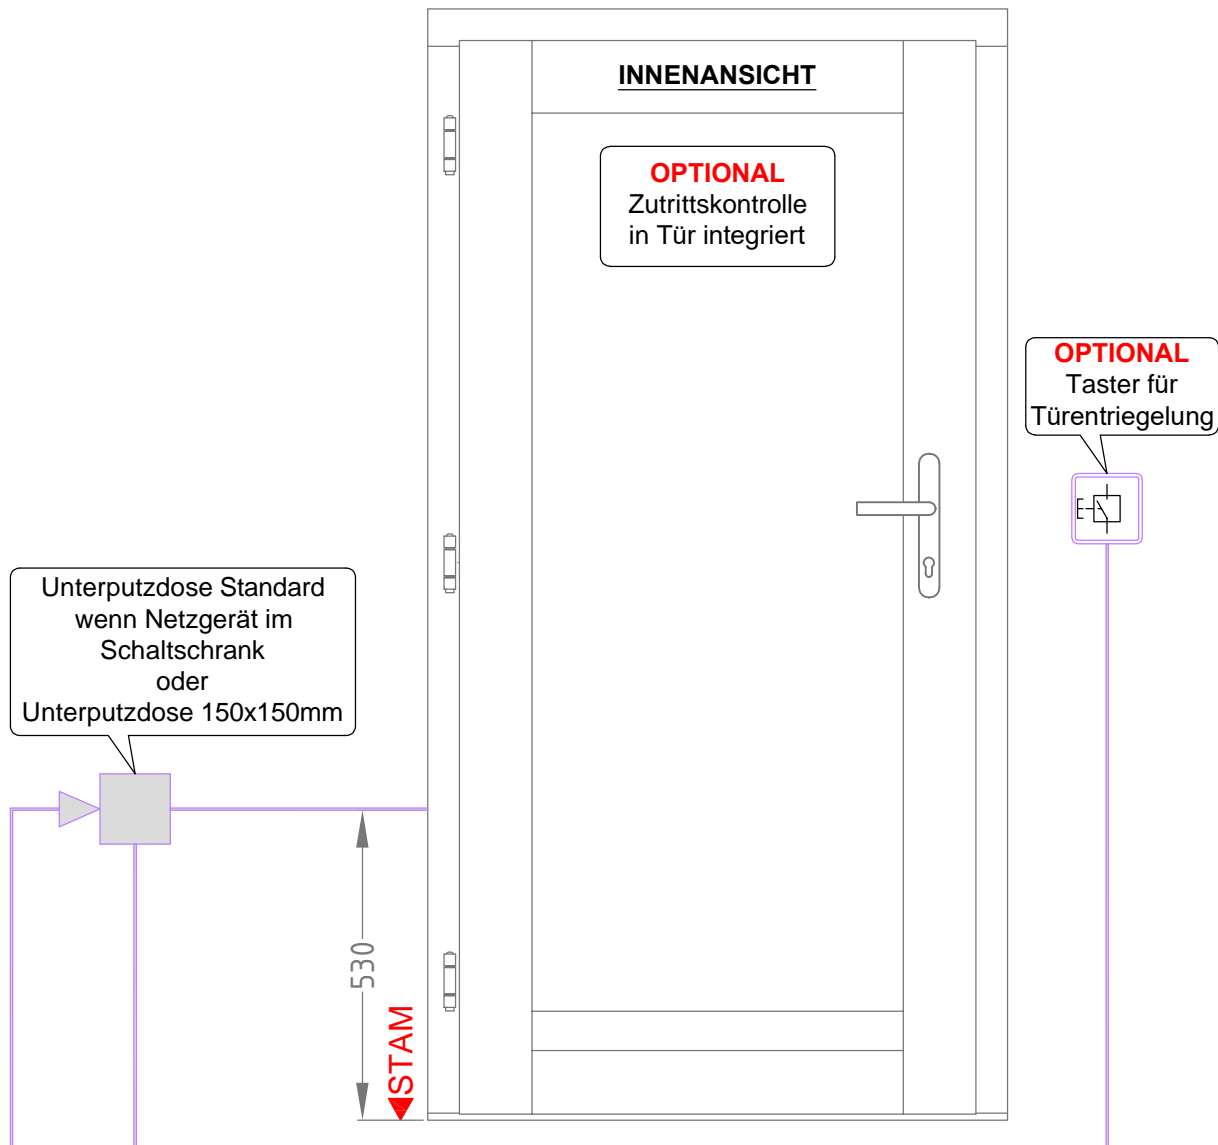 INNENANSICHT
OPTIONAL
Zutrittskontrolle
in Tür integriert
OPTIONAL
Taster für
Türentriegelung
Unterputzdose Standard
wenn Netzgerät im
Schaltschrank
oder
Unterputzdose 150x150mm
530
STAM